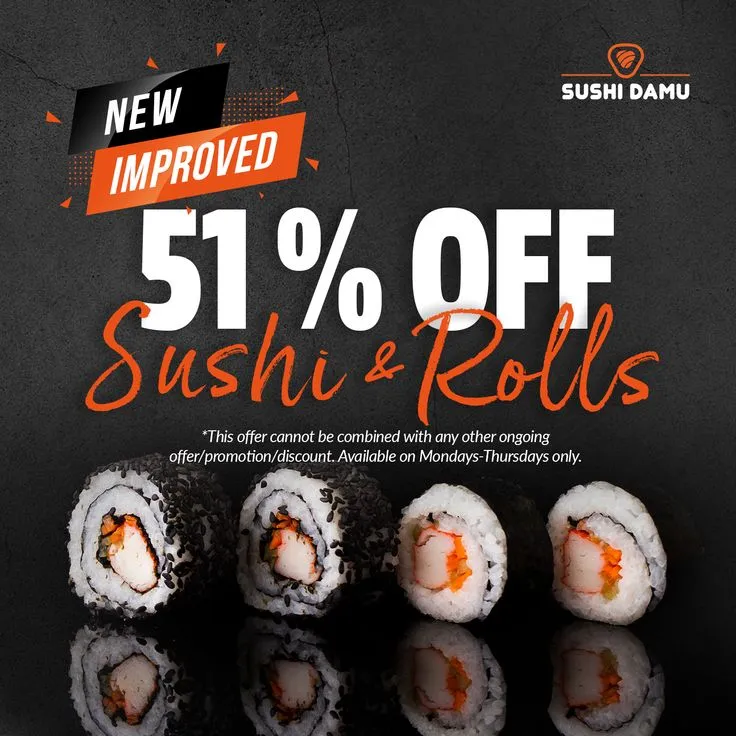 NEW
IMPROVED
SUSHI DAMU
51% OFF
Sushi & Rolls
*This offer cannot be combined with any other ongoing
offer/promotion/discount. Available on Mondays-Thursdays only.